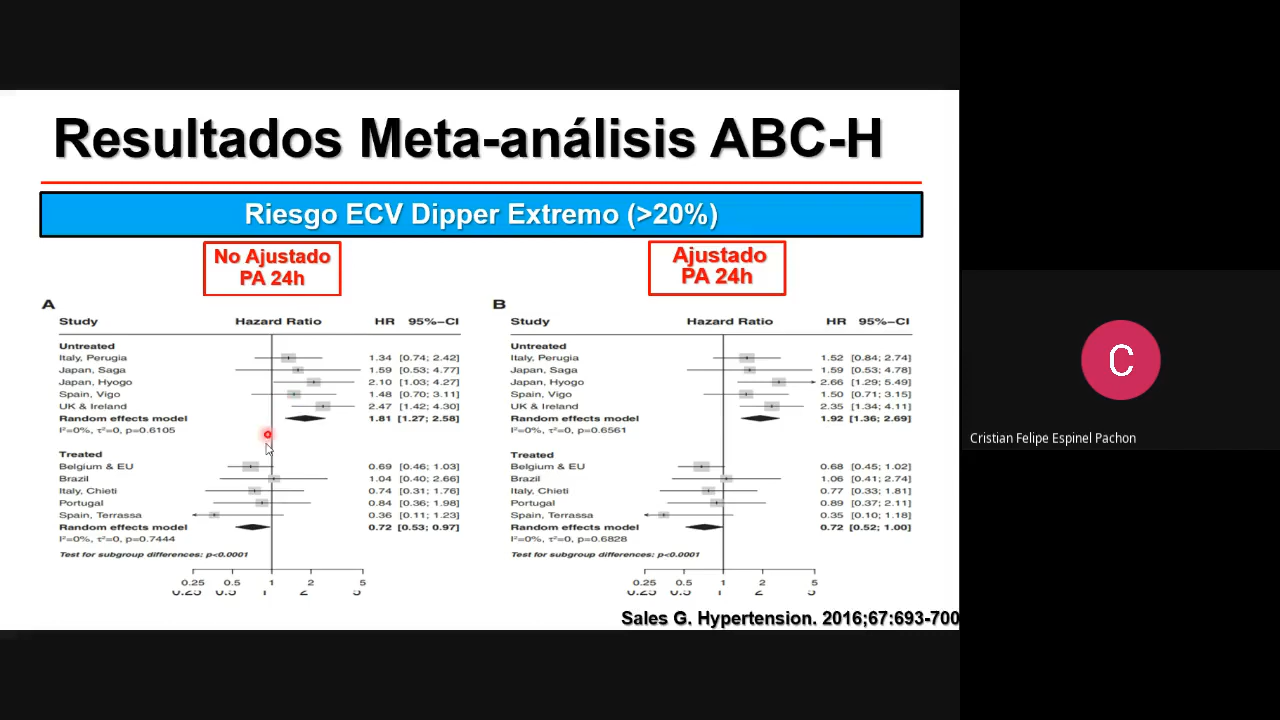 Resultados Meta-análisis ABC-H
Riesgo ECV Dipper Extremo (>20%)
No Ajustado
PA 24h
A
Study Hazard Ratio HR 95%−CI
Untreated
Italy, Perugia 1.34 [0.74; 2.42]
Japan, Saga 1.59 [0.53; 4.77]
Japan, Hyogo 2.10 [1.03; 4.27]
Spain, Vigo 1.48 [0.70; 3.11]
UK & Ireland 2.47 [1.42; 4.30]
Random effects model 1.81 [1.27; 2.58]
I²=0%, τ²=0, p=0.6105
Treated
Belgium & EU 0.69 [0.46; 1.03]
Brazil 1.04 [0.40; 2.66]
Italy, Chieti 0.74 [0.31; 1.76]
Portugal 0.84 [0.36; 1.98]
Spain, Terrassa 0.36 [0.11; 1.23]
Random effects model 0.72 [0.53; 0.97]
I²=0%, τ²=0, p=0.7444
Test for subgroup differences: p<0.0001
0.25 0.5 1 2 5
0.25 0.5 1 2 5
Ajustado
PA 24h
B
Study Hazard Ratio HR 95%−CI
Untreated
Italy, Perugia 1.52 [0.84; 2.74]
Japan, Saga 1.59 [0.53; 4.78]
Japan, Hyogo 2.66 [1.29; 5.49]
Spain, Vigo 1.50 [0.71; 3.15]
UK & Ireland 2.35 [1.34; 4.11]
Random effects model 1.92 [1.36; 2.69]
I²=0%, τ²=0, p=0.6561
Treated
Belgium & EU 0.68 [0.45; 1.02]
Brazil 1.06 [0.41; 2.74]
Italy, Chieti 0.77 [0.33; 1.81]
Portugal 0.89 [0.37; 2.11]
Spain, Terrassa 0.35 [0.10; 1.18]
Random effects model 0.72 [0.52; 1.00]
I²=0%, τ²=0, p=0.6828
Test for subgroup differences: p<0.0001
0.25 0.5 1 2 5
0.25 0.5 1 2 5
Sales G. Hypertension. 2016;67:693-700
C
Cristian Felipe Espinel Pachon